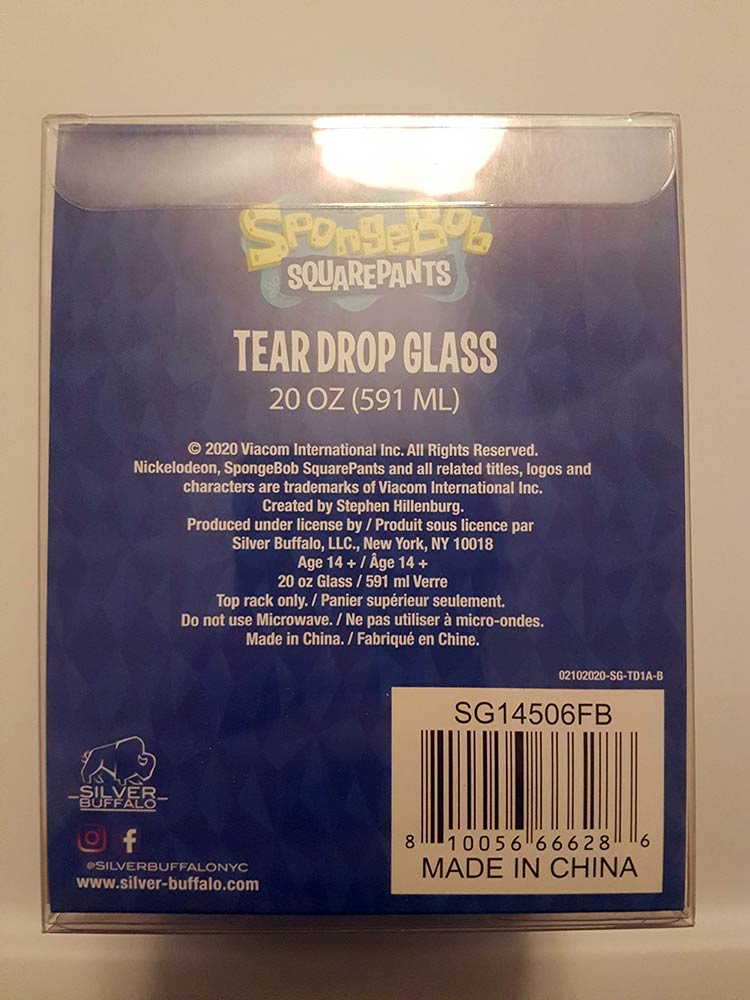 SpongeBob
SQUAREPANTS
TEAR DROP GLASS
20 OZ (591 ML)
© 2020 Viacom International Inc. All Rights Reserved.
Nickelodeon, SpongeBob SquarePants and all related titles, logos and
characters are trademarks of Viacom International Inc.
Created by Stephen Hillenburg.
Produced under license by / Produit sous licence par
Silver Buffalo, LLC., New York, NY 10018
Age 14 + / Âge 14 +
20 oz Glass / 591 ml Verre
Top rack only. / Panier supérieur seulement.
Do not use Microwave. / Ne pas utiliser à micro-ondes.
Made in China. / Fabriqué en Chine.
02102020-SG-TD1A-B
SG14506FB
8 10056 66628 6
MADE IN CHINA
SILVER
BUFFALO
@SILVERBUFFALONYC
www.silver-buffalo.com